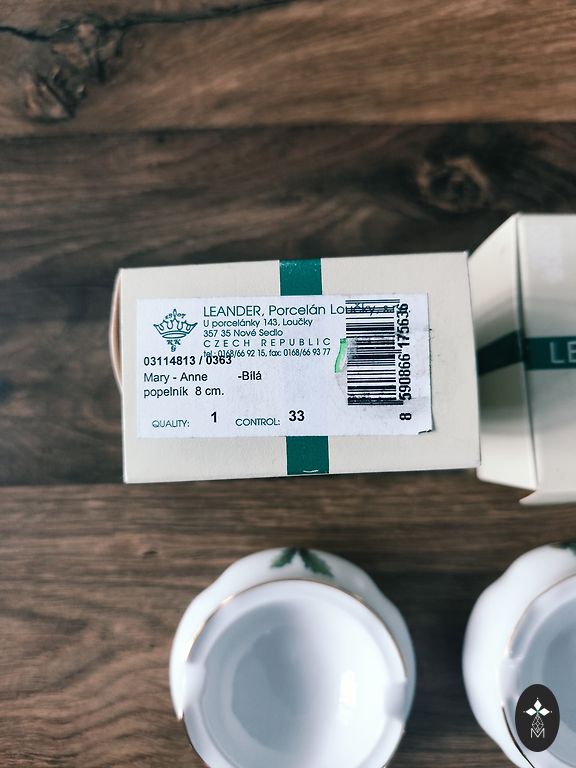 LEANDER, Porcelán Loučky,
U porcelánky 143, Loučky
357 35 Nové Sedlo
CZECH REPUBLIC
tel.: 0168/66 92 15, fax: 0168/66 93 77
03114813 / 0363
Mary - Anne -Bílá
popelník 8 cm.
QUALITY: 1 CONTROL: 33
8 590866 175636
LE
M